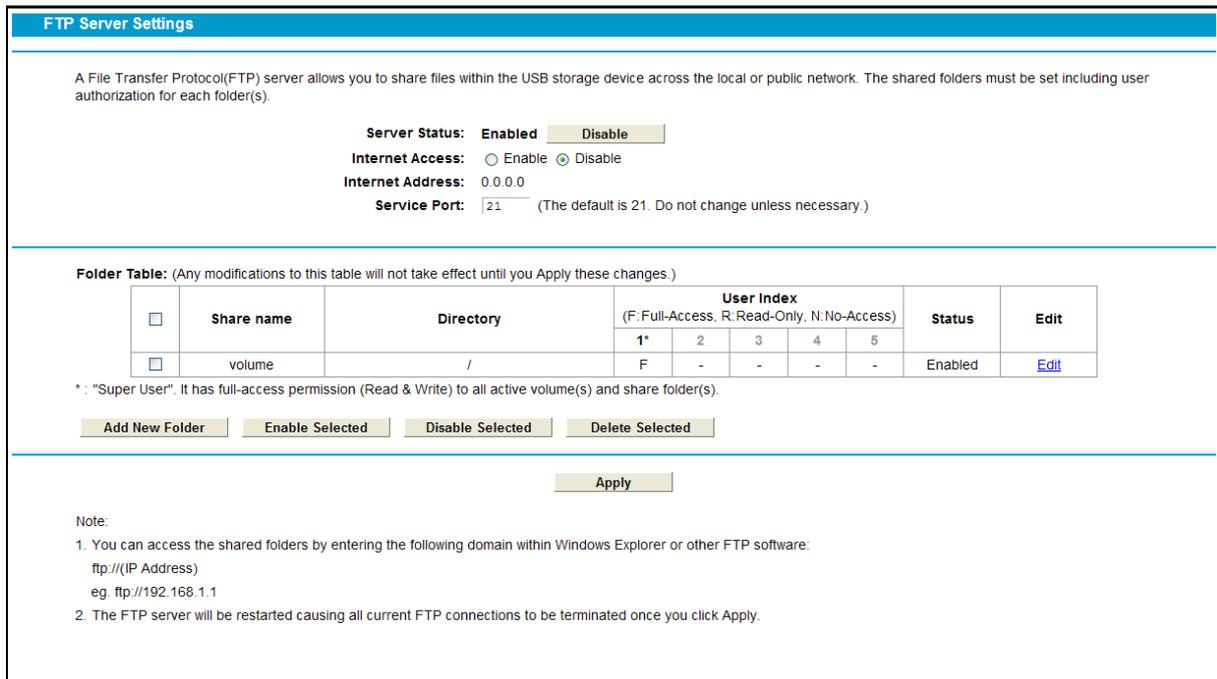 FTP Server Settings
A File Transfer Protocol(FTP) server allows you to share files within the USB storage device across the local or public network. The shared folders must be set including user
authorization for each folder(s).
Server Status: Enabled Disable
Internet Access: Enable Disable
Internet Address: 0.0.0.0
Service Port: 21 (The default is 21. Do not change unless necessary.)
Folder Table: (Any modifications to this table will not take effect until you Apply these changes.)
Share name Directory User Index (F:Full-Access, R:Read-Only, N:No-Access) Status Edit
1* 2 3 4 5
volume / F - - - - Enabled Edit
* : "Super User". It has full-access permission (Read & Write) to all active volume(s) and share folder(s).
Add New Folder Enable Selected Disable Selected Delete Selected
Apply
Note:
1. You can access the shared folders by entering the following domain within Windows Explorer or other FTP software:
ftp://(IP Address)
eg. ftp://192.168.1.1
2. The FTP server will be restarted causing all current FTP connections to be terminated once you click Apply.